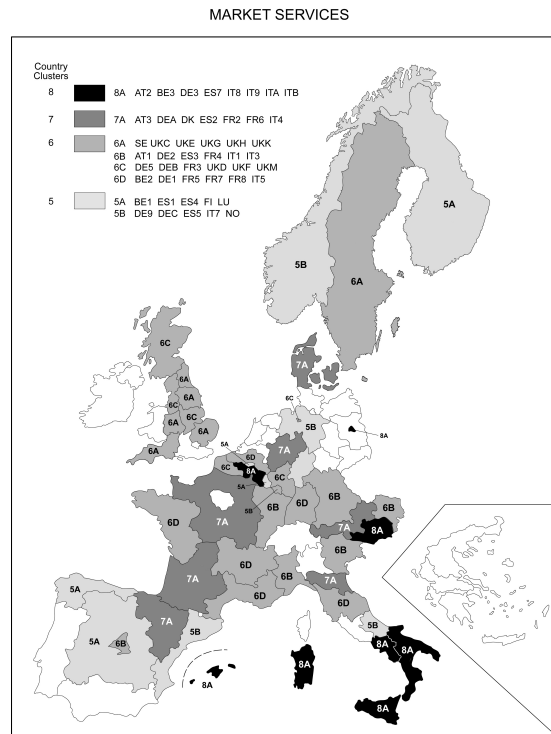 MARKET SERVICES
Country
Clusters
8 8A AT2 BE3 DE3 ES7 IT8 IT9 ITA ITB
7 7A AT3 DEA DK ES2 FR2 FR6 IT4
6 6A SE UKC UKE UKG UKH UKK
6B AT1 DE2 ES3 FR4 IT1 IT3
6C DE5 DEB FR3 UKD UKF UKM
6D BE2 DE1 FR5 FR7 FR8 IT5
5 5A BE1 ES1 ES4 FI LU
5B DE9 DEC ES5 IT7 NO
5A
5B
6A
6C
7A
6A
6C
6C 6A
5B
6A 6C
8A
6A
5A
7A
6A
6D
6C 8A
6C
5A
6B
6B
6D
5B
6B
6D
7A
7A
8A
6B
6D
7A
6B
7A
5A
6D
6D
7A
5B
5B
5A
6B
8A
8A
8A
8A
8A